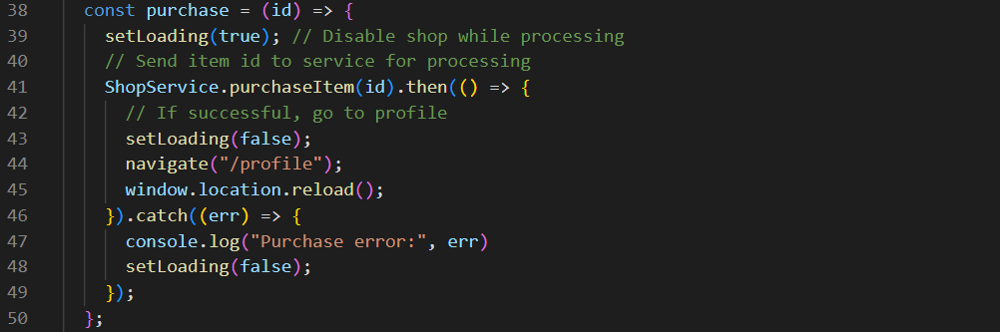 38 const purchase = (id) => {
39 setLoading(true); // Disable shop while processing
40 // Send item id to service for processing
41 ShopService.purchaseItem(id).then(() => {
42 // If successful, go to profile
43 setLoading(false);
44 navigate("/profile");
45 window.location.reload();
46 }).catch((err) => {
47 console.log("Purchase error:", err)
48 setLoading(false);
49 });
50 };